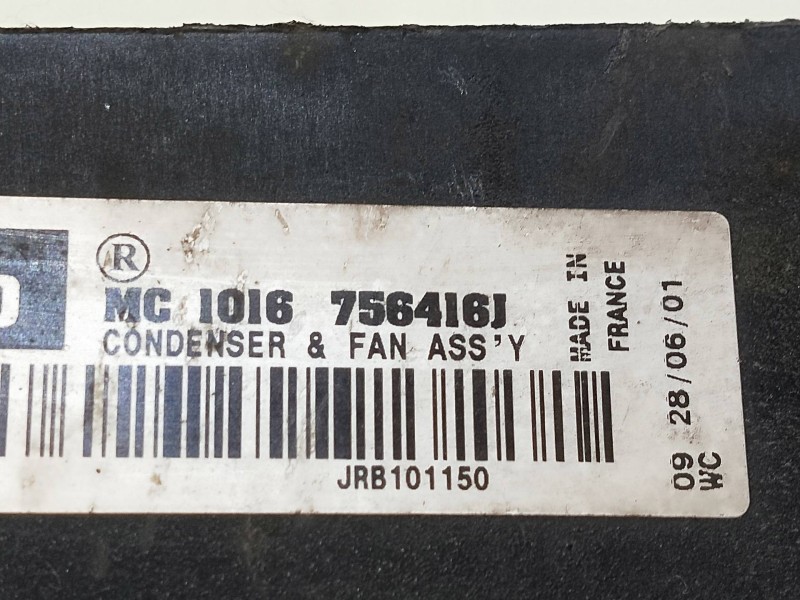 ®
MC 1016 756416J
CONDENSER & FAN ASS'Y
JRB101150
MADE IN
FRANCE
09 28/06/01
WC